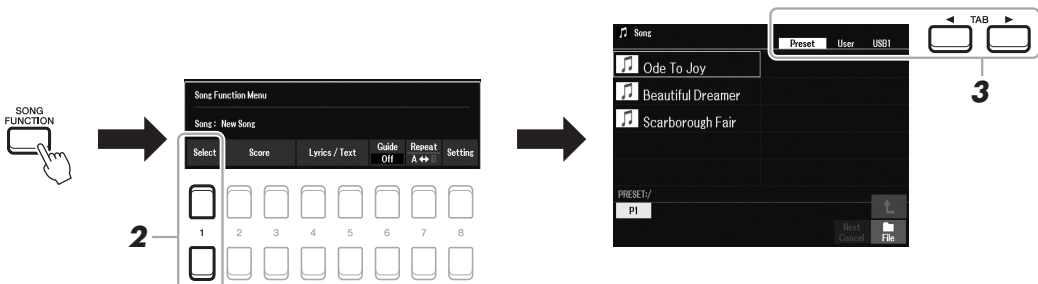 SONG
FUNCTION
Song Function Menu
Song : New Song
Select Score Lyrics / Text Guide Off Repeat A ↔ B Setting
1 2 3 4 5 6 7 8
2
Song
Preset User USB1
◀ TAB ▶
3
Ode To Joy
Beautiful Dreamer
Scarborough Fair
PRESET:/
P1
Next
Cancel
File